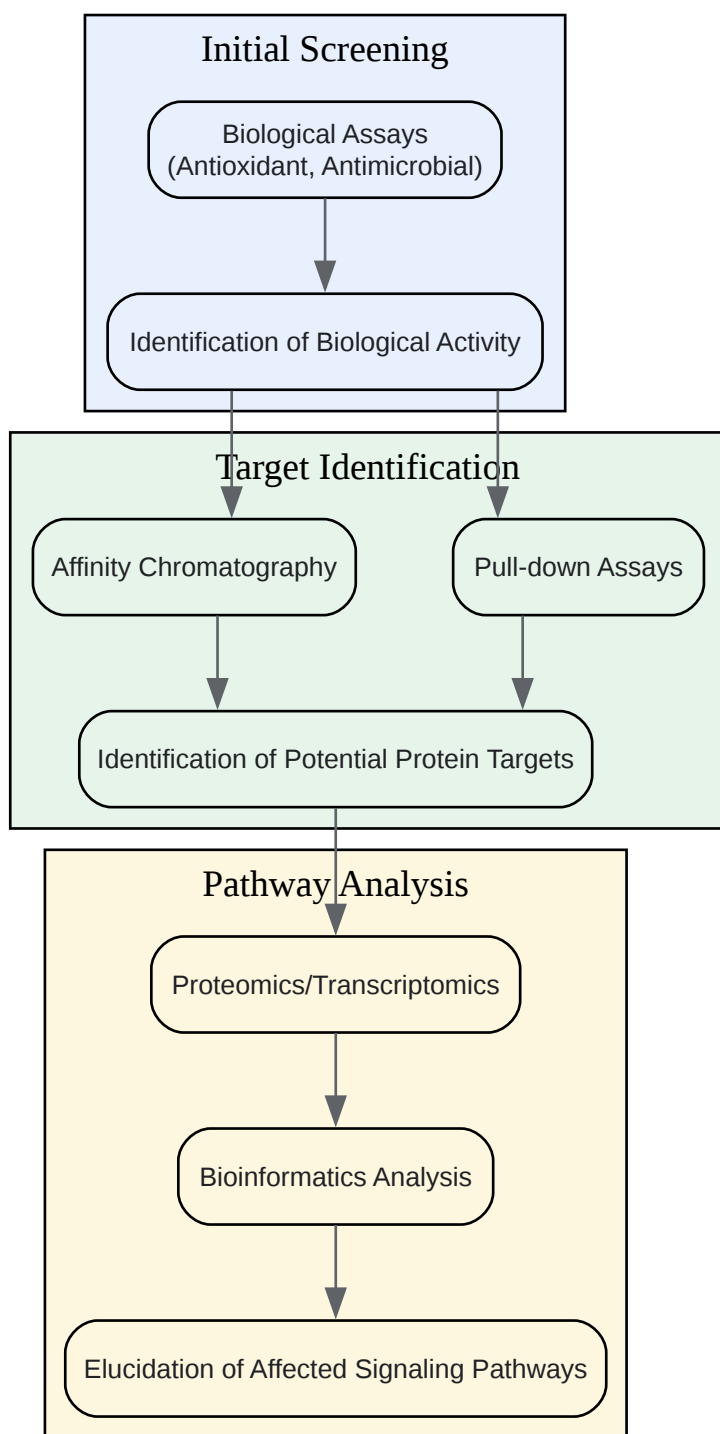 Initial Screening
Biological Assays
(Antioxidant, Antimicrobial)
Identification of Biological Activity
Target Identification
Affinity Chromatography
Pull-down Assays
Identification of Potential Protein Targets
Pathway Analysis
Proteomics/Transcriptomics
Bioinformatics Analysis
Elucidation of Affected Signaling Pathways